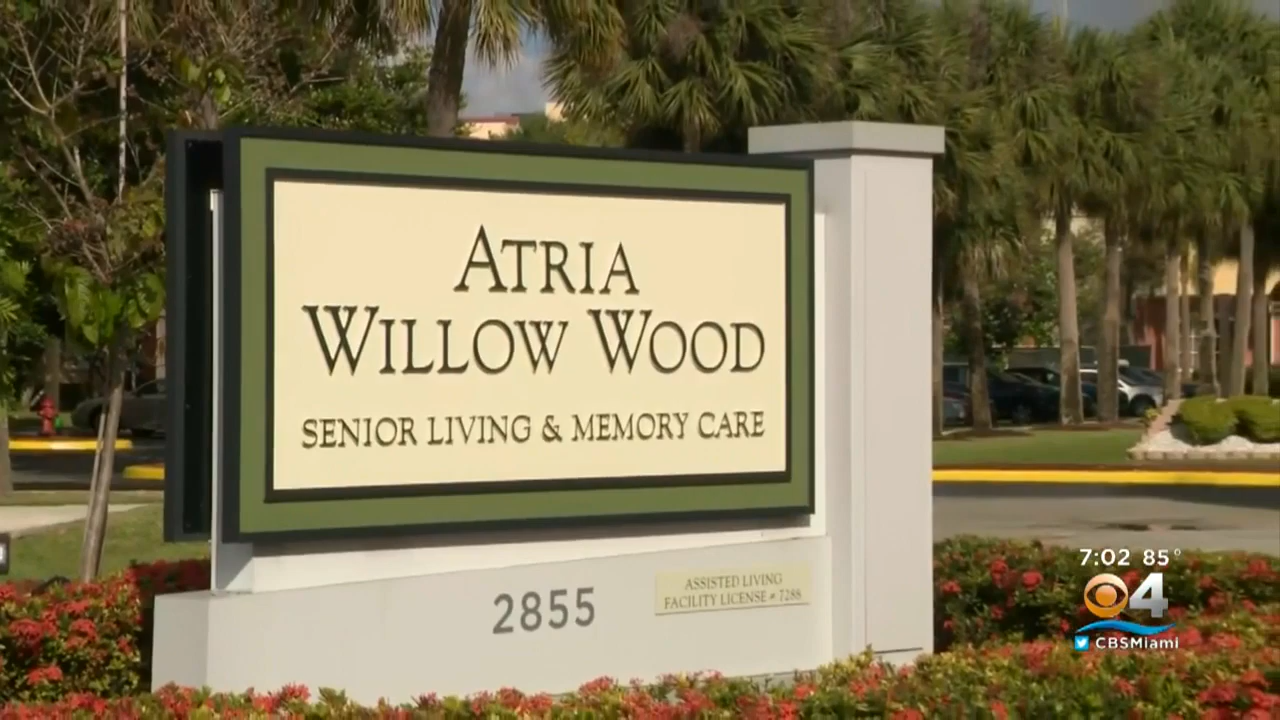 ATRIA
WILLOW WOOD
SENIOR LIVING & MEMORY CARE
2855
ASSISTED LIVING
FACILITY LICENSE # 7288
7:02 85°
4
CBSMiami